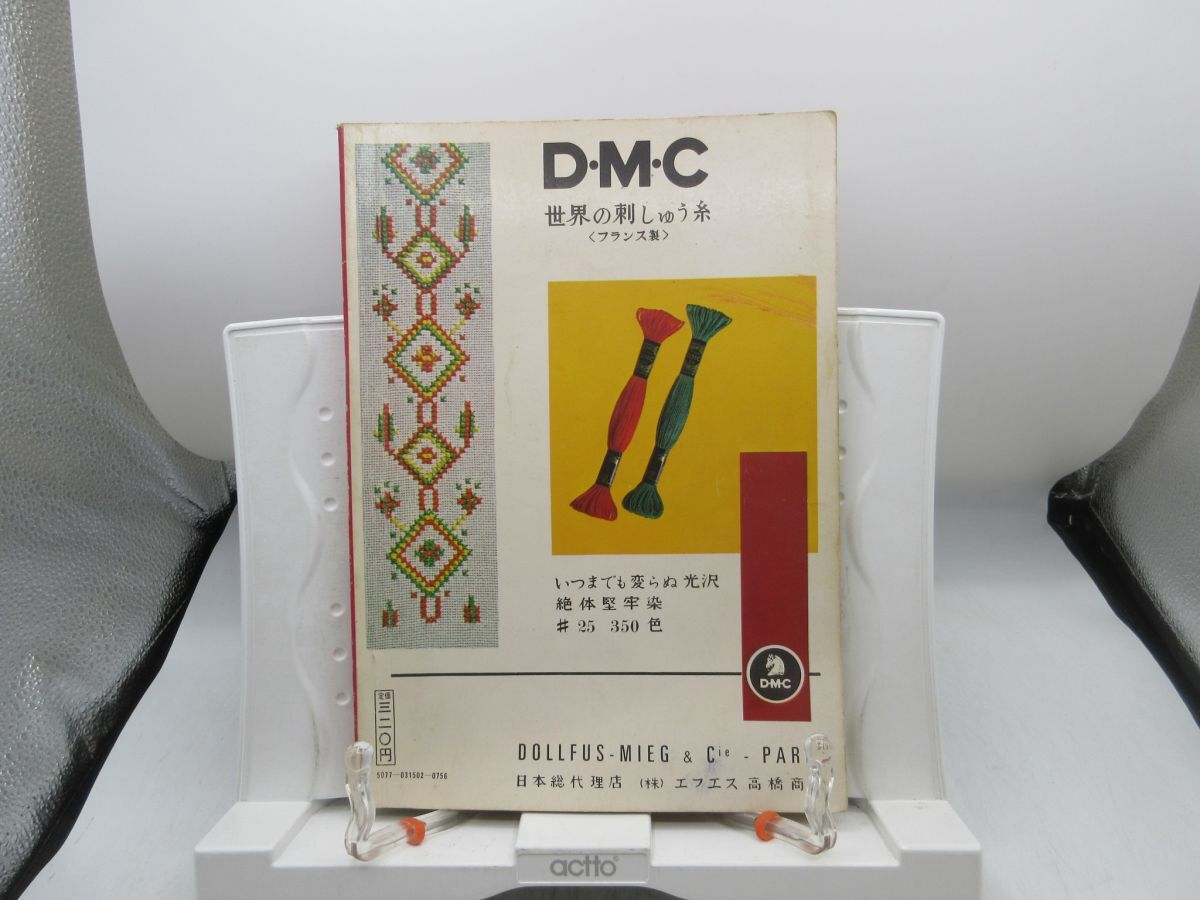 D·M·C
世界の刺しゅう糸
〈フランス製〉
いつまでも変らぬ光沢
絶体堅牢染
# 25 350 色
D·M·C
定価
三二〇円
5077-031502-0756
DOLLFUS-MIEG & Cie - PAR
日本総代理店 (株) エフエス高橋商
actto